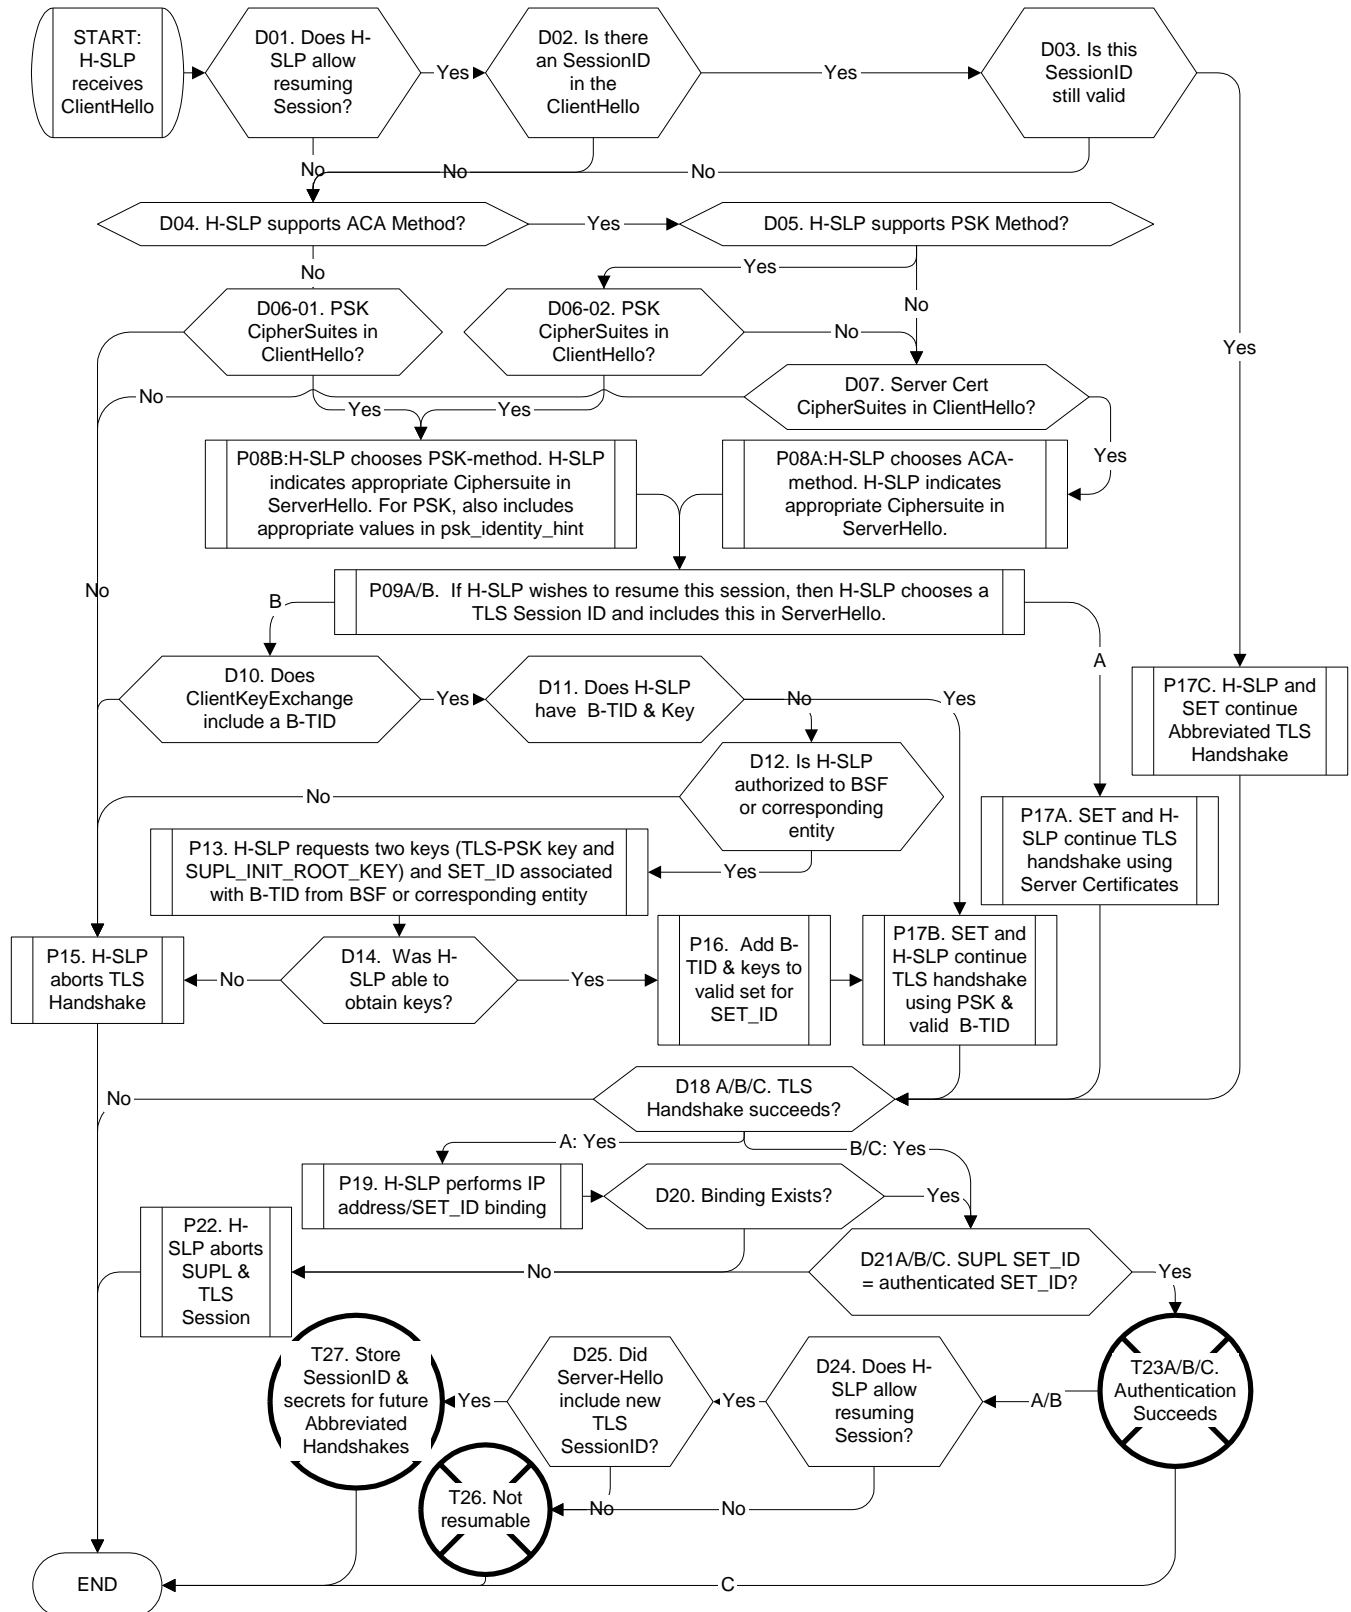 START:
H-SLP
receives
ClientHello
D01. Does H-
SLP allow
resuming
Session?
Yes
D02. Is there
an SessionID
in the
ClientHello
Yes
D03. Is this
SessionID
still valid
No
No
No
D04. H-SLP supports ACA Method?
Yes
D05. H-SLP supports PSK Method?
No
Yes
No
D06-01. PSK
CipherSuites in
ClientHello?
D06-02. PSK
CipherSuites in
ClientHello?
No
Yes
D07. Server Cert
CipherSuites in ClientHello?
No
Yes
Yes
Yes
P08B:H-SLP chooses PSK-method. H-SLP
indicates appropriate Ciphersuite in
ServerHello. For PSK, also includes
appropriate values in psk_identity_hint
P08A:H-SLP chooses ACA-
method. H-SLP indicates
appropriate Ciphersuite in
ServerHello.
No
P09A/B.  If H-SLP wishes to resume this session, then H-SLP chooses a
TLS Session ID and includes this in ServerHello.
B
A
D10. Does
ClientKeyExchange
include a B-TID
Yes
D11. Does H-SLP
have  B-TID & Key
No
Yes
P17C. H-SLP and
SET continue
Abbreviated TLS
Handshake
D12. Is H-SLP
authorized to BSF
or corresponding
entity
No
Yes
P17A. SET and H-
SLP continue TLS
handshake using
Server Certificates
P13. H-SLP requests two keys (TLS-PSK key and
SUPL_INIT_ROOT_KEY) and SET_ID associated
with B-TID from BSF or corresponding entity
P15. H-SLP
aborts TLS
Handshake
No
D14.  Was H-
SLP able to
obtain keys?
Yes
P16.  Add B-
TID & keys to
valid set for
SET_ID
P17B. SET and
H-SLP continue
TLS handshake
using PSK &
valid  B-TID
No
D18 A/B/C. TLS
Handshake succeeds?
A: Yes
B/C: Yes
P19. H-SLP performs IP
address/SET_ID binding
D20. Binding Exists?
Yes
P22. H-
SLP aborts
SUPL &
TLS
Session
No
D21A/B/C. SUPL SET_ID
= authenticated SET_ID?
Yes
T27. Store
SessionID &
secrets for future
Abbreviated
Handshakes
Yes
D25. Did
Server-Hello
include new
TLS
SessionID?
Yes
D24. Does H-
SLP allow
resuming
Session?
A/B
T23A/B/C.
Authentication
Succeeds
T26. Not
resumable
No
No
END
C